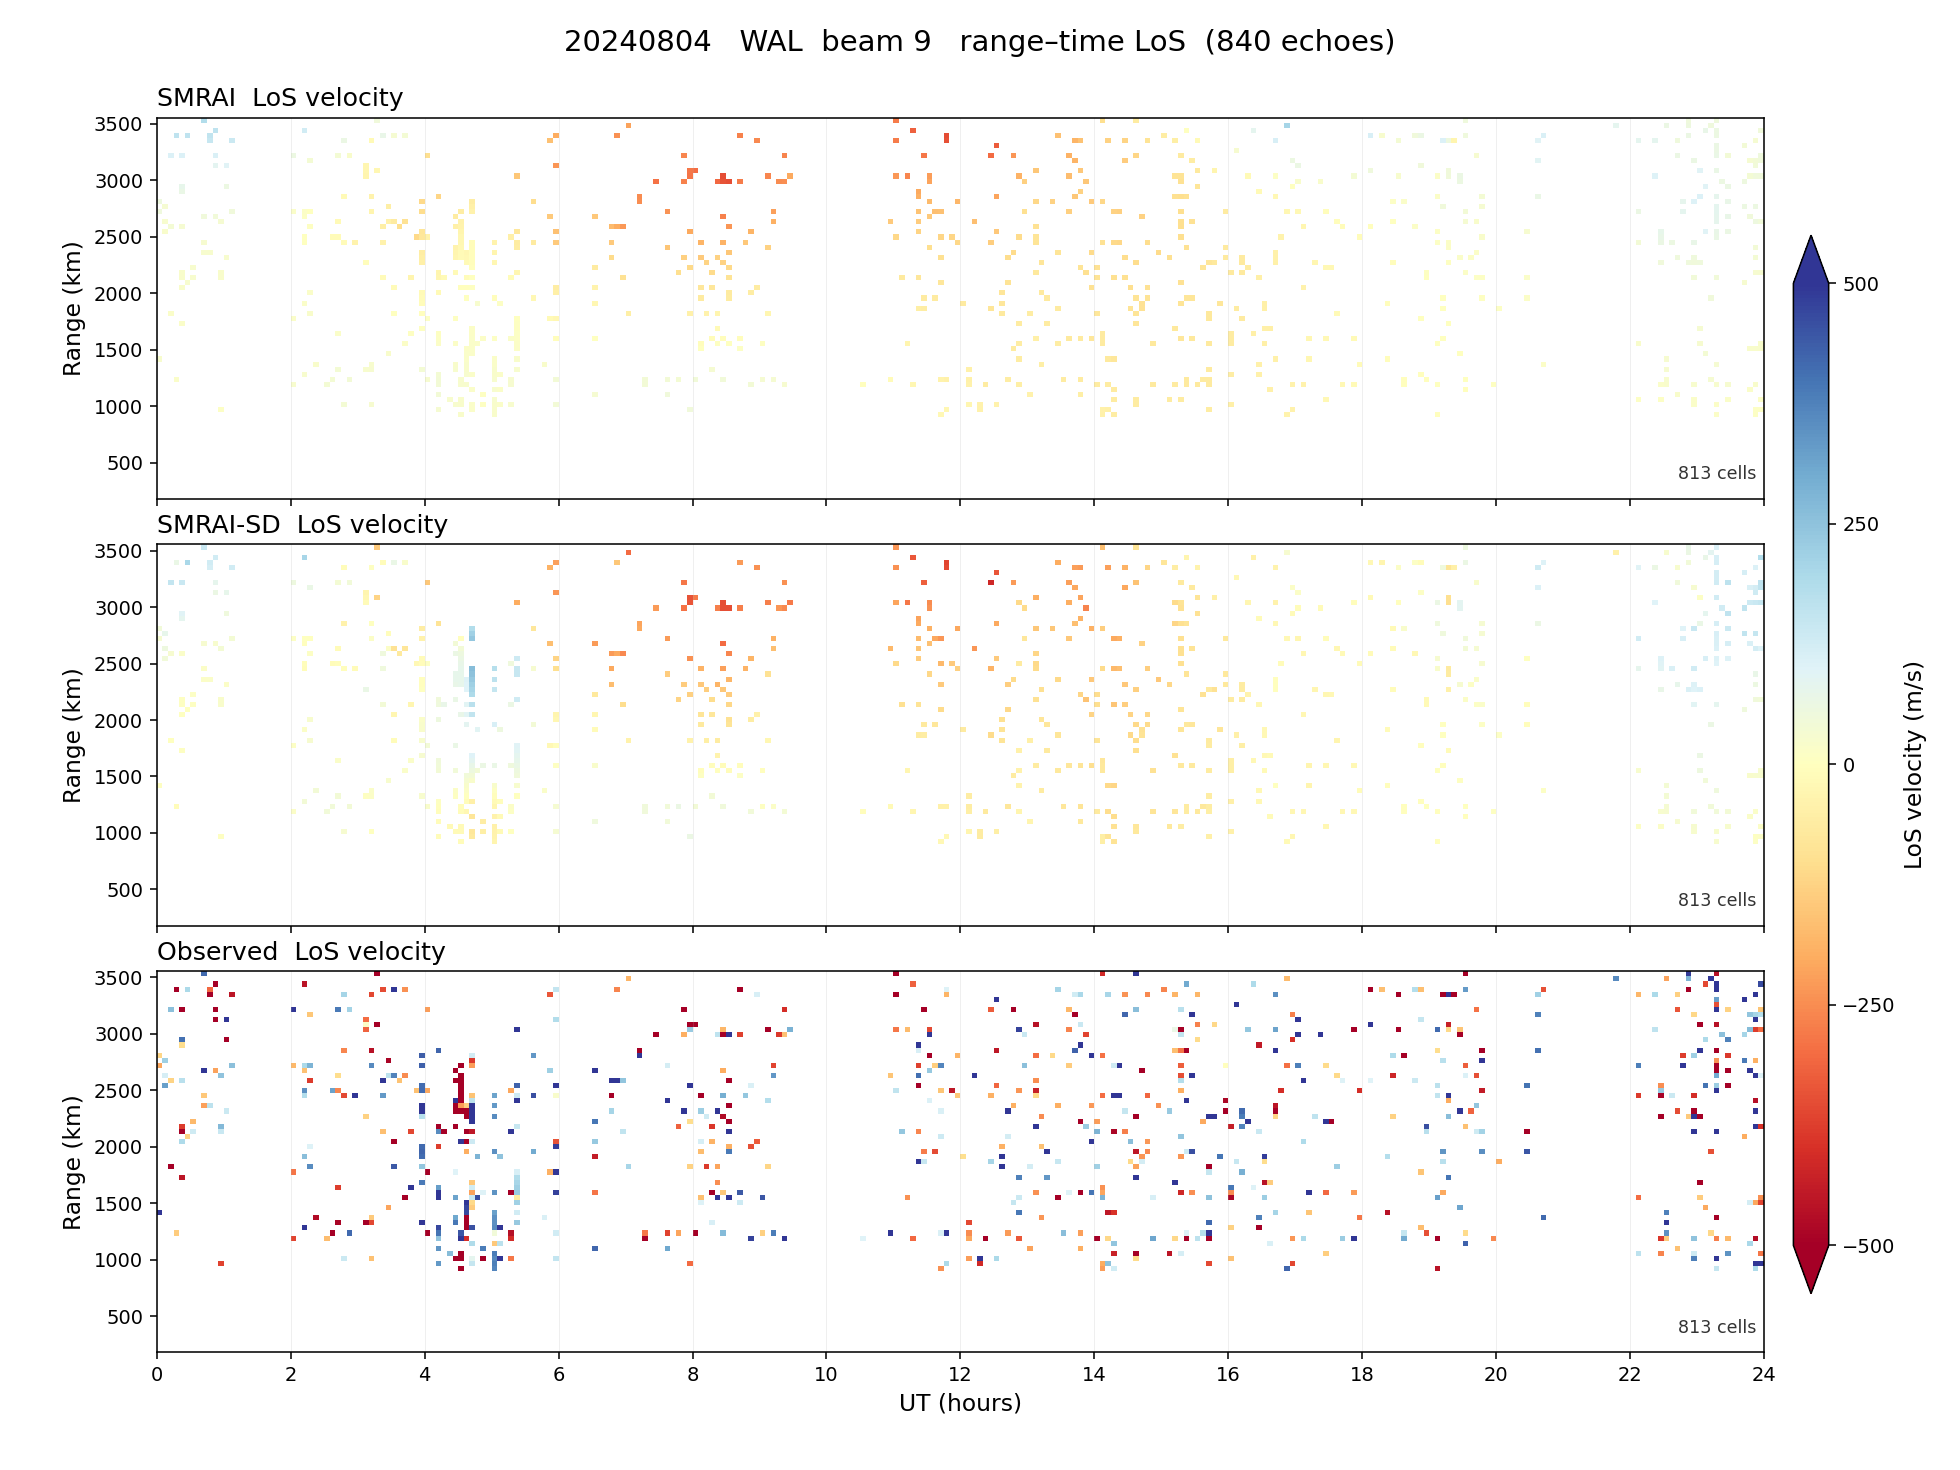 20240804   WAL  beam 9   range–time LoS  (840 echoes)
SMRAI  LoS velocity
3500
3000
2500
2000
1500
1000
500
Range (km)
813 cells
SMRAI-SD  LoS velocity
3500
3000
2500
2000
1500
1000
500
Range (km)
813 cells
Observed  LoS velocity
3500
3000
2500
2000
1500
1000
500
Range (km)
813 cells
0 2 4 6 8 10 12 14 16 18 20 22 24
UT (hours)
500
250
0
−250
−500
LoS velocity (m/s)